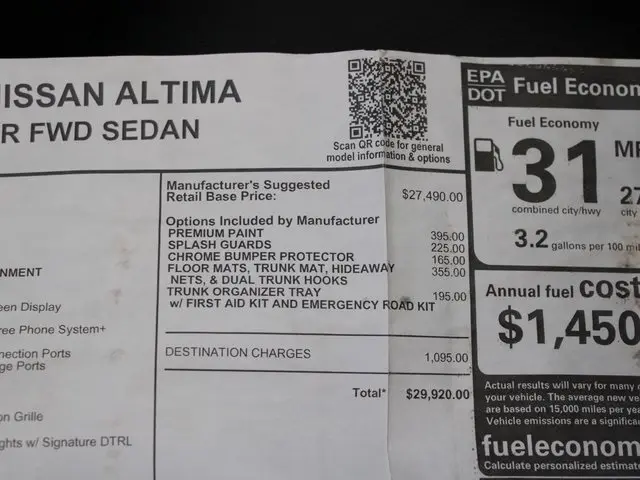 NISSAN ALTIMA
R FWD SEDAN
Scan QR code for general
model information & options
Manufacturer's Suggested
Retail Base Price: $27,490.00
Options Included by Manufacturer
PREMIUM PAINT 395.00
SPLASH GUARDS 225.00
CHROME BUMPER PROTECTOR 165.00
FLOOR MATS, TRUNK MAT, HIDEAWAY 355.00
NETS, & DUAL TRUNK HOOKS
TRUNK ORGANIZER TRAY 195.00
w/ FIRST AID KIT AND EMERGENCY ROAD KIT
DESTINATION CHARGES 1,095.00
Total* $29,920.00
NMENT
een Display
ree Phone System+
nection Ports
ge Ports
on Grille
ghts w/ Signature DTRL
EPA
DOT
Fuel Econom
Fuel Economy
31 MP
27
combined city/hwy city
3.2 gallons per 100 mil
Annual fuel cost
$1,450
Actual results will vary for many
your vehicle. The average new ve
are based on 15,000 miles per yea
Vehicle emissions are a significa
fueleconom
Calculate personalized estimate